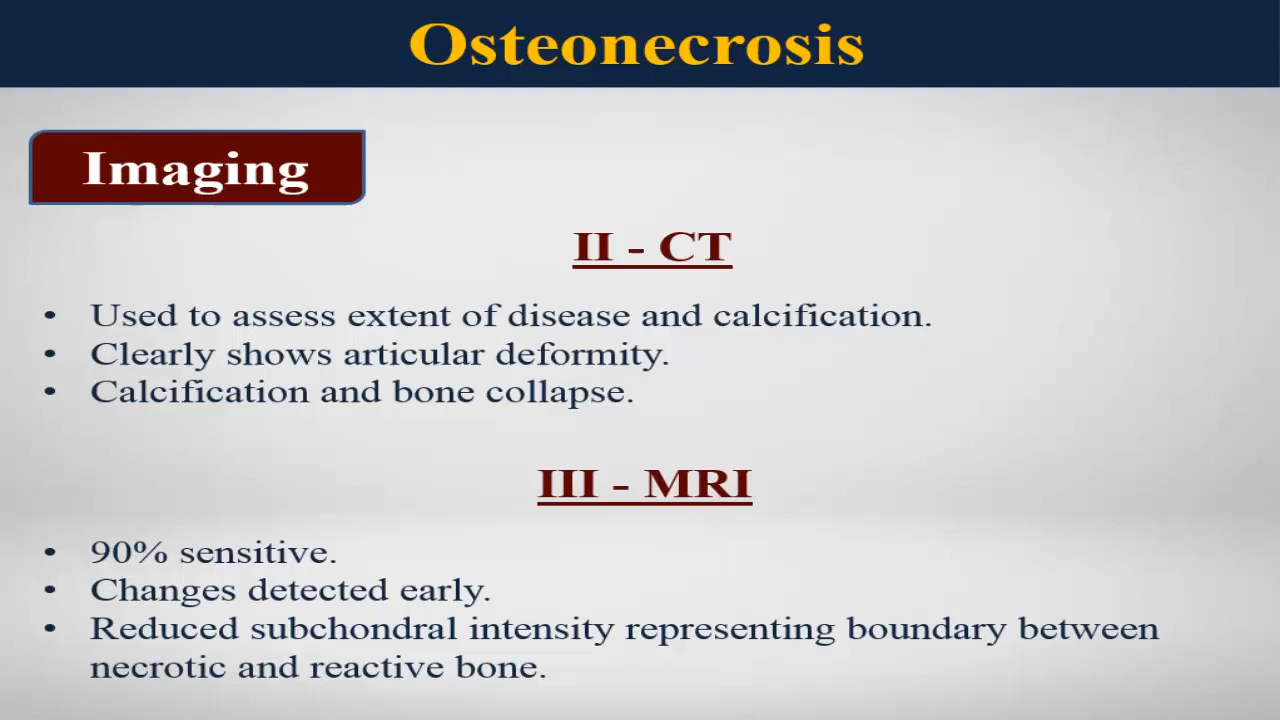 Osteonecrosis
Imaging
II - CT
• Used to assess extent of disease and calcification.
• Clearly shows articular deformity.
• Calcification and bone collapse.
III - MRI
• 90% sensitive.
• Changes detected early.
• Reduced subchondral intensity representing boundary between
necrotic and reactive bone.